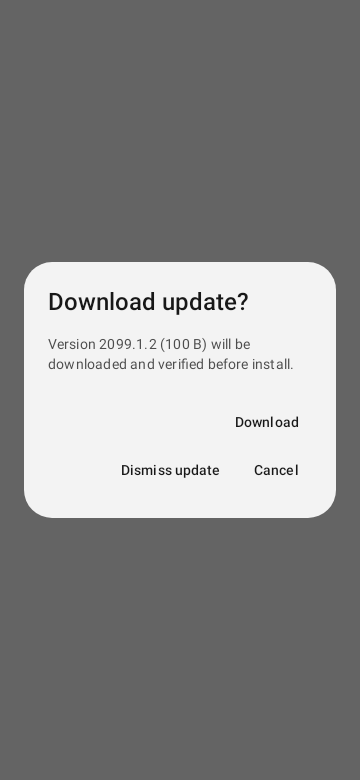 Download update?
Version 2099.1.2 (100 B) will be
downloaded and verified before install.
Download
Dismiss update
Cancel